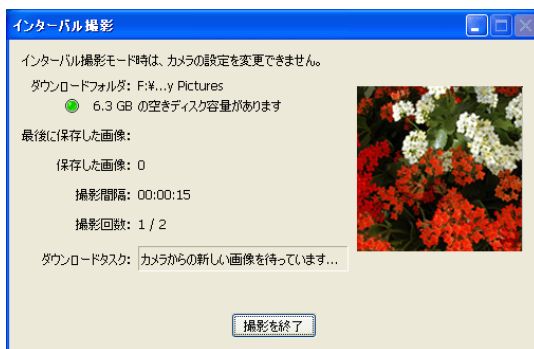 インターバル撮影
インターバル撮影モード時は、カメラの設定を変更できません。
ダウンロードフォルダ: F:¥...y Pictures
6.3 GB の空きディスク容量があります
最後に保存した画像:
保存した画像: 0
撮影間隔: 00:00:15
撮影回数: 1 / 2
ダウンロードタスク: カメラからの新しい画像を待っています...
撮影を終了